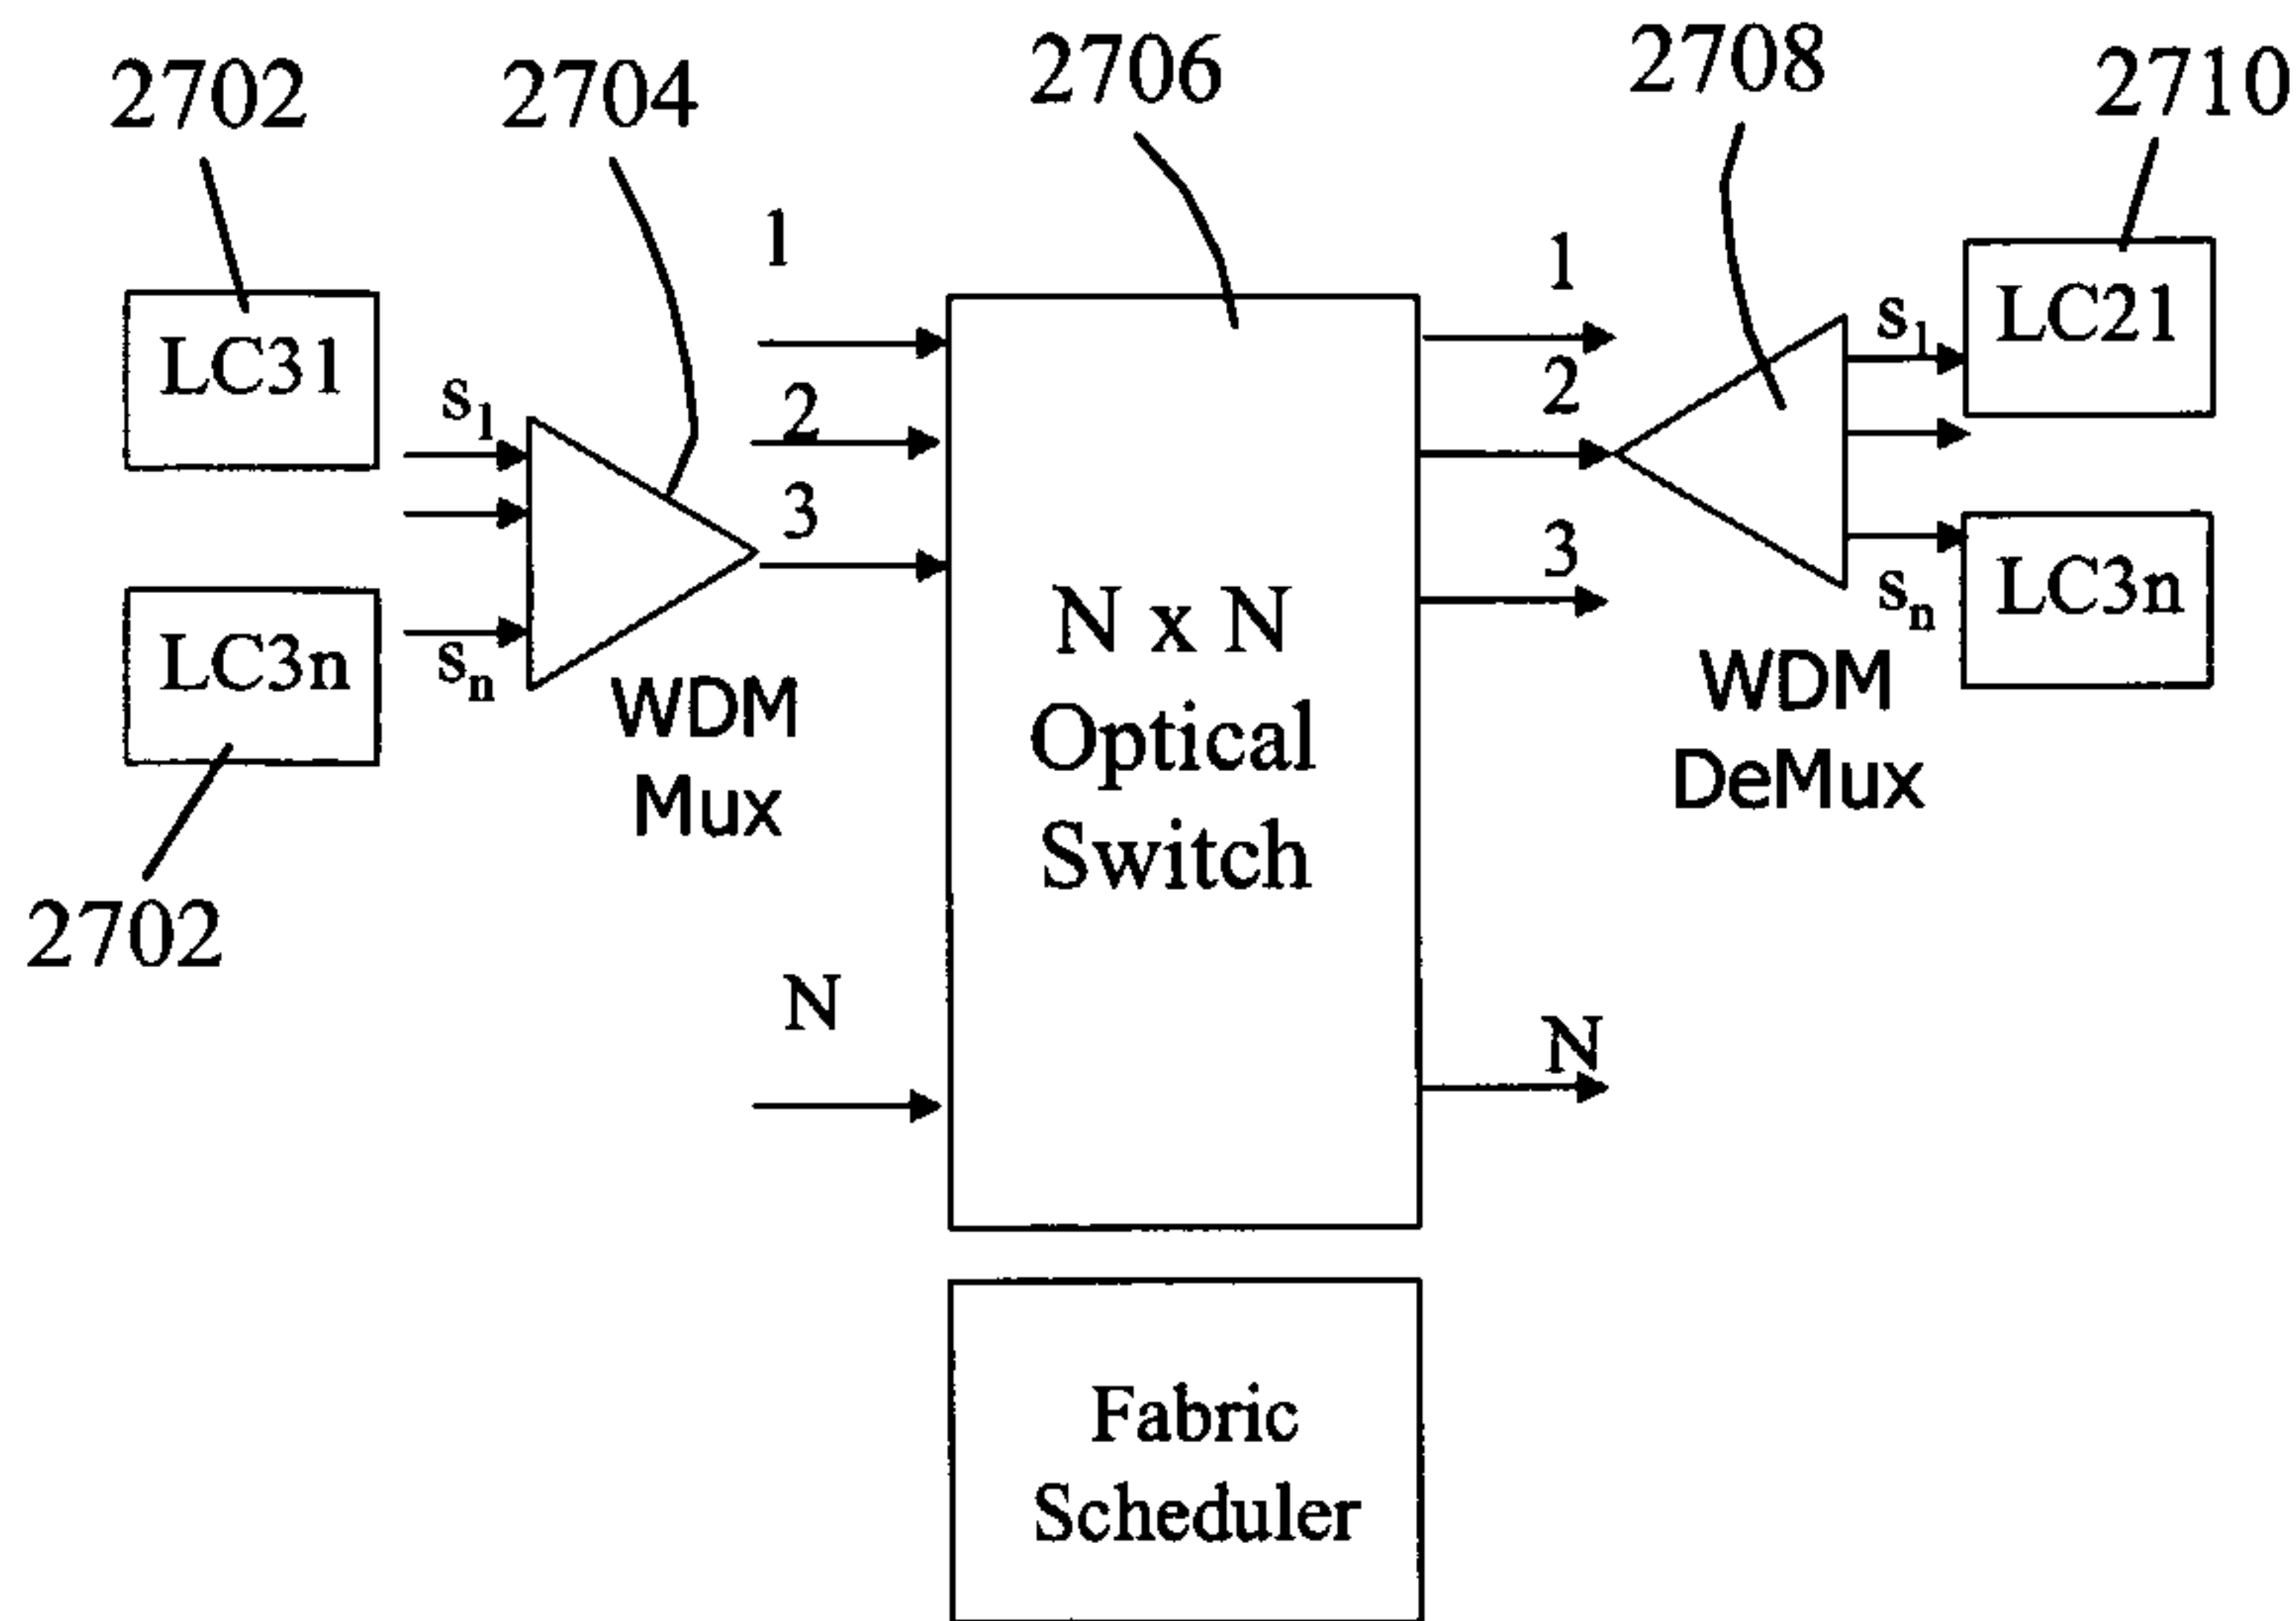 2702
2704
2706
2708
2710
LC31
LC3n
2702
s1
sn
WDM
Mux
1
2
3
N
N x N
Optical
Switch
1
2
3
N
WDM
DeMux
s1
sn
LC21
LC3n
Fabric
Scheduler